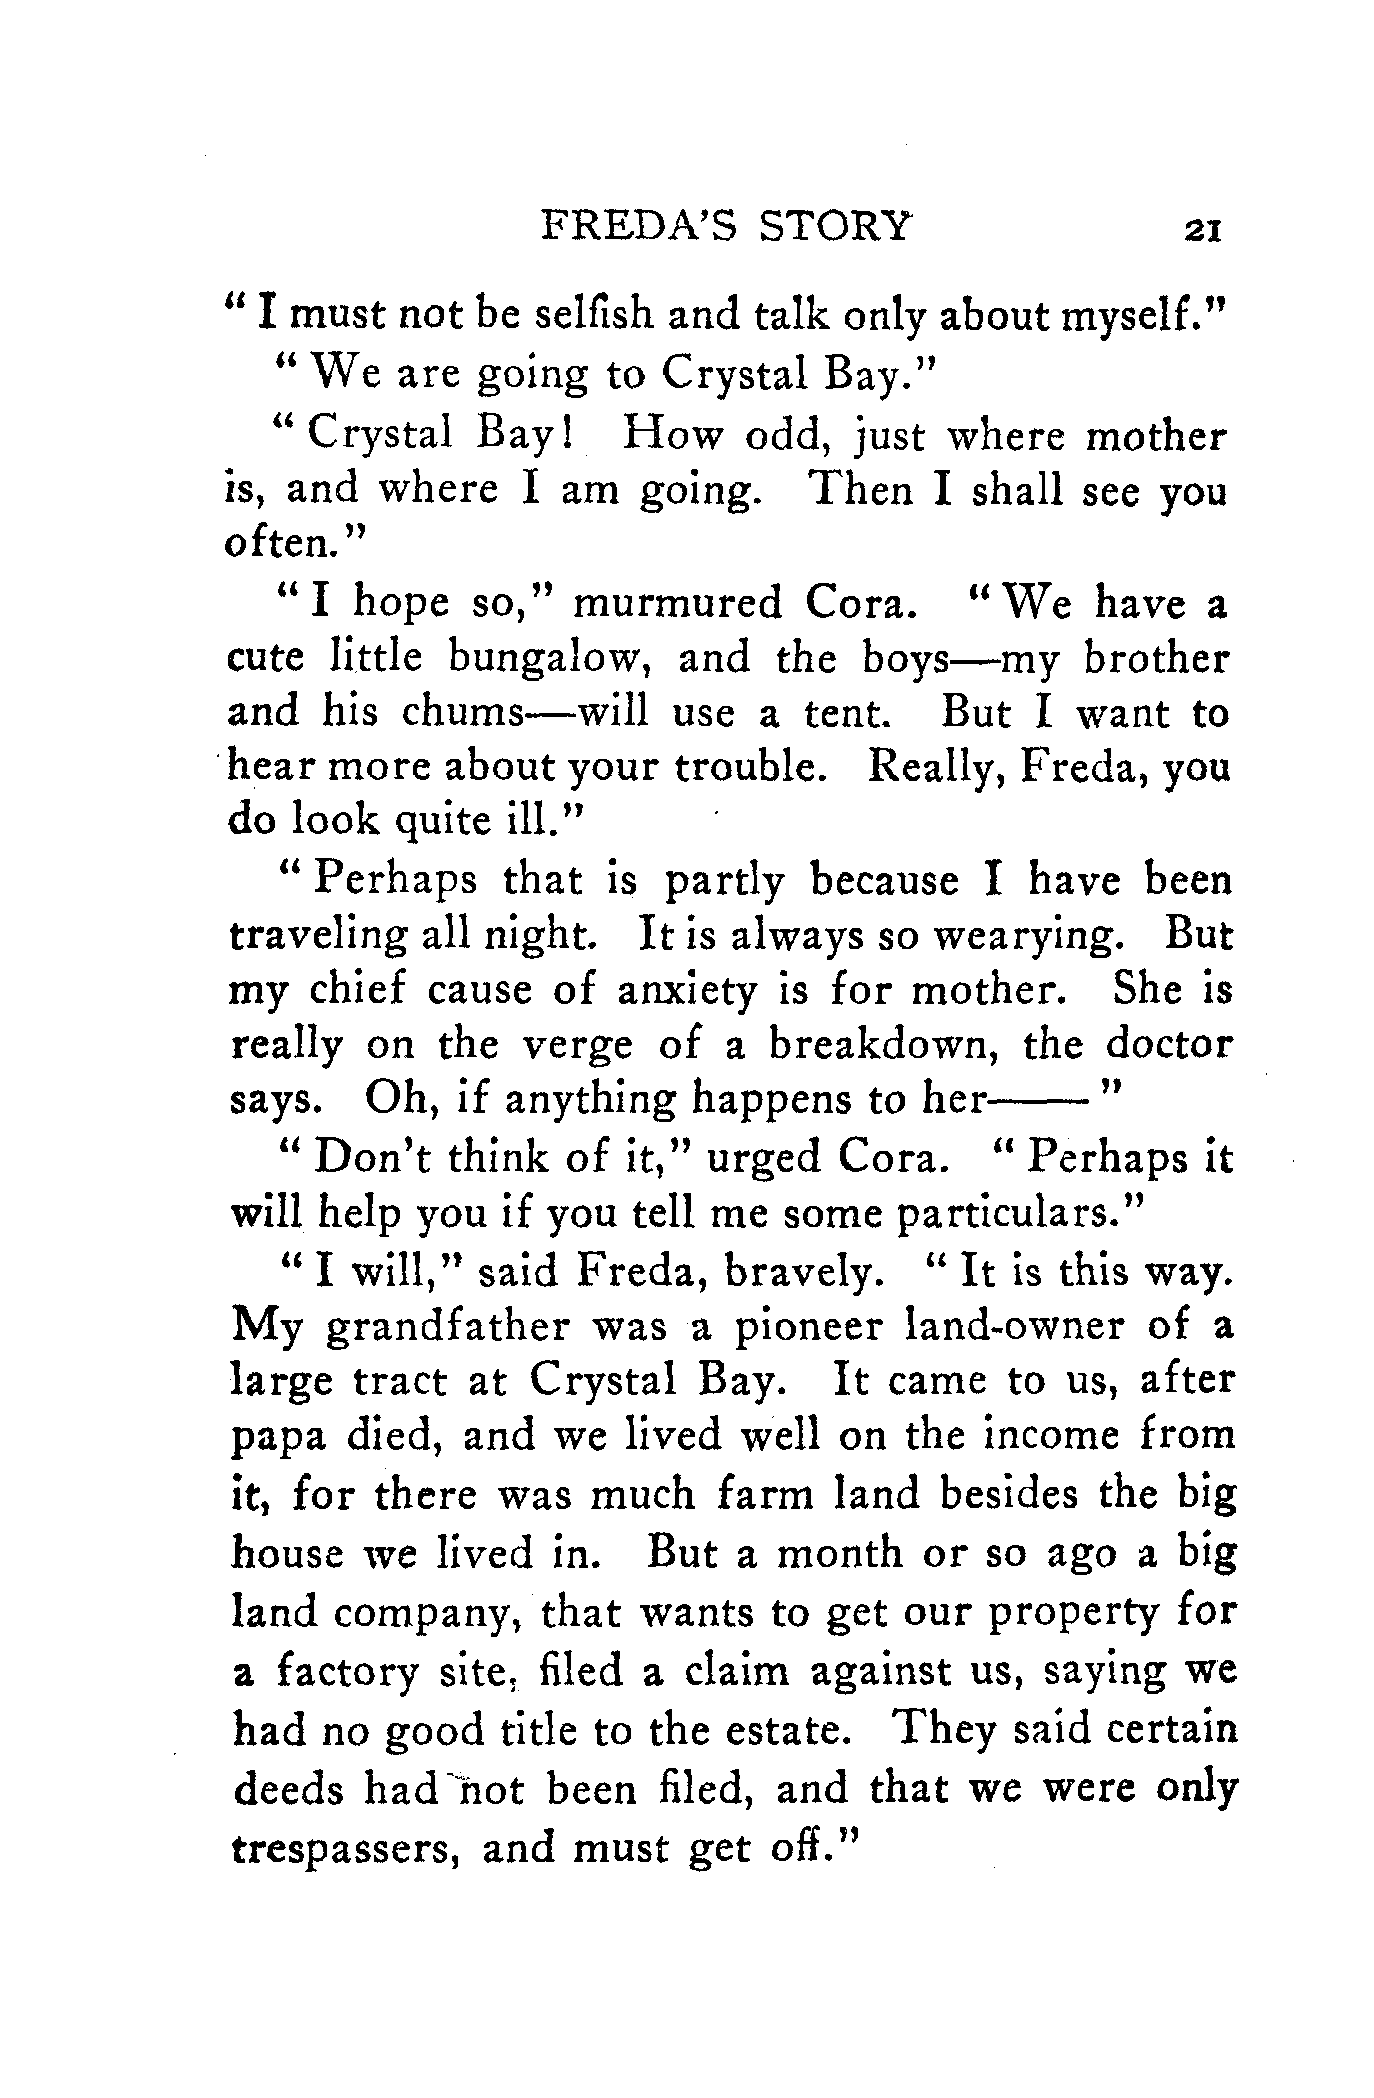 FREDA'S STORY 21
" I must not be selfish and talk only about myself."
" We are going to Crystal Bay."
" Crystal Bay! How odd, just where mother
is, and where I am going. Then I shall see you
often."
" I hope so," murmured Cora. " We have a
cute little bungalow, and the boys—my brother
and his chums—will use a tent. But I want to
hear more about your trouble. Really, Freda, you
do look quite ill."
" Perhaps that is partly because I have been
traveling all night. It is always so wearying. But
my chief cause of anxiety is for mother. She is
really on the verge of a breakdown, the doctor
says. Oh, if anything happens to her—— "
" Don't think of it," urged Cora. " Perhaps it
will help you if you tell me some particulars."
" I will," said Freda, bravely. " It is this way.
My grandfather was a pioneer land-owner of a
large tract at Crystal Bay. It came to us, after
papa died, and we lived well on the income from
it, for there was much farm land besides the big
house we lived in. But a month or so ago a big
land company, that wants to get our property for
a factory site, filed a claim against us, saying we
had no good title to the estate. They said certain
deeds had not been filed, and that we were only
trespassers, and must get off."